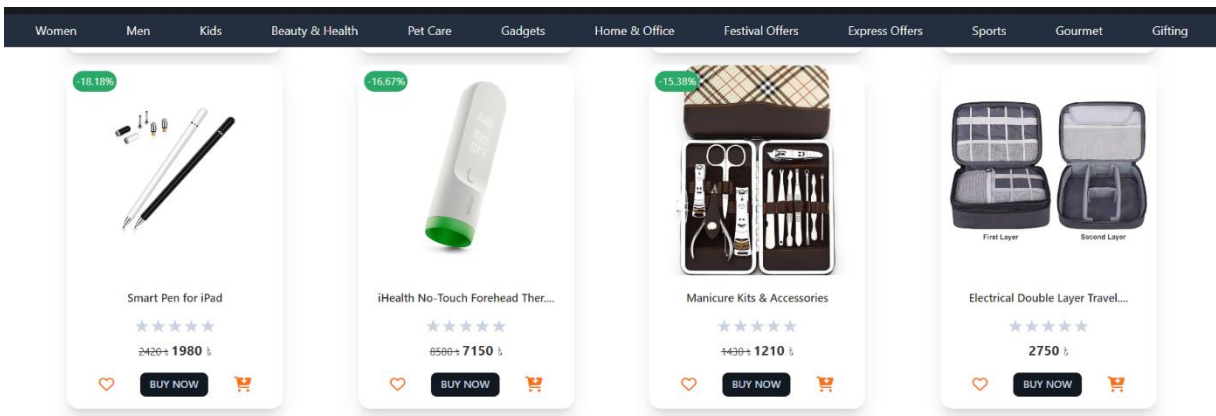 Women Men Kids Beauty & Health Pet Care Gadgets Home & Office Festival Offers Express Offers Sports Gourmet Gifting
-18.18%
Smart Pen for iPad
2420 ৳ 1980 ৳
BUY NOW
-16.67%
iHealth No-Touch Forehead Ther....
8580 ৳ 7150 ৳
BUY NOW
-15.38%
Manicure Kits & Accessories
1430 ৳ 1210 ৳
BUY NOW
First Layer Second Layer
Electrical Double Layer Travel....
2750 ৳
BUY NOW